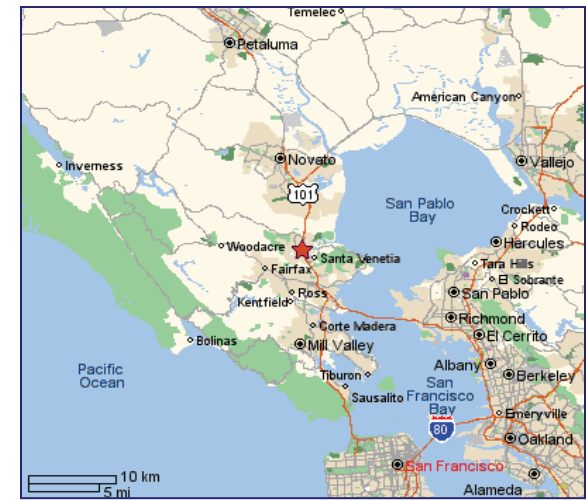 Temelec
Petaluma
American Canyon
Novato
Inverness
Vallejo
101
San Pablo
Bay
Crockett
Rodeo
Hercules
Woodacre
Santa Venetia
Fairfax
Tara Hills
El Sobrante
San Pablo
Ross
Kentfield
Richmond
Corte Madera
El Cerrito
Bolinas
Mill Valley
Albany
Berkeley
Pacific
Ocean
Tiburon
San
Francisco
Bay
Sausalito
Emeryville
80
Oakland
San Francisco
10 km
5 mi
Alameda